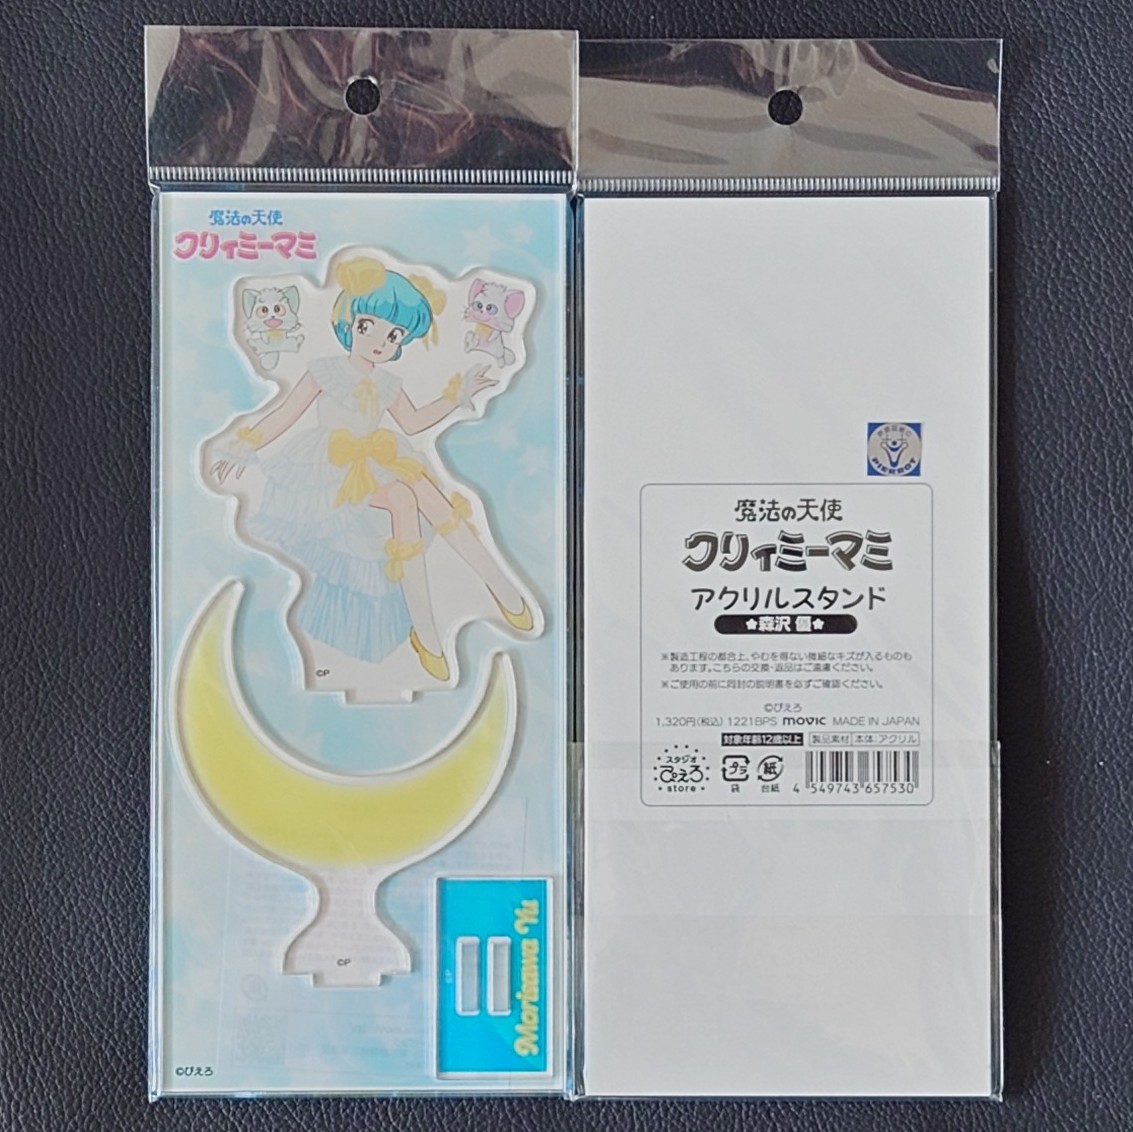 魔法の天使
クリィミーマミ
©P
©P
©P
Morisawa Yu
©ぴえろ
PIERROT
魔法の天使
クリィミーマミ
アクリルスタンド
★森沢 優★
※製造工程の都合上、やむを得ない微細なキズが入るものも
あります。こちらの交換・返品はご遠慮ください。
※ご使用の前に同封の説明書を必ずご確認ください。
©ぴえろ
1,320円(税込) 1221BPS movic MADE IN JAPAN
対象年齢12歳以上 製品素材 本体:アクリル
スタジオ
ぴえろ
store
プラ
袋
紙
台紙
4 549743 657530